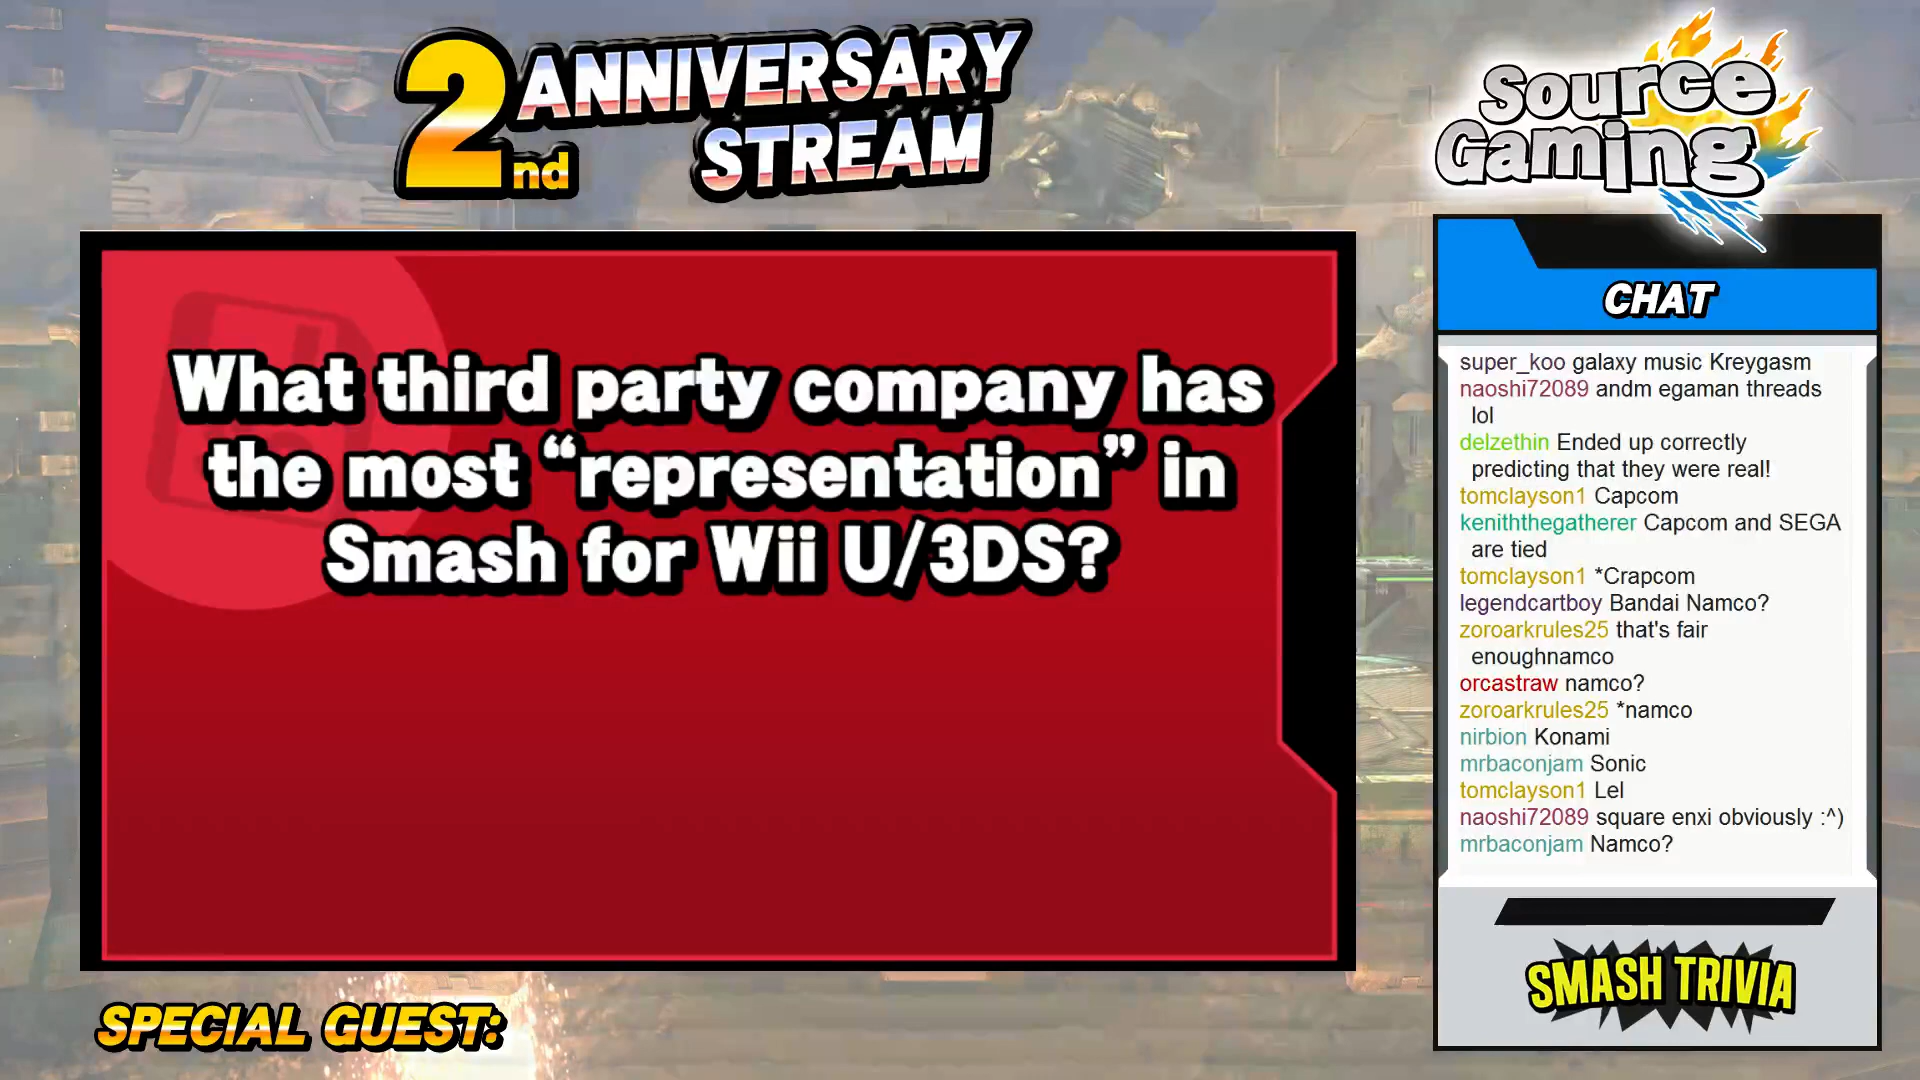 2nd ANNIVERSARY
STREAM
Source
Gaming
What third party company has
the most “representation” in
Smash for Wii U/3DS?
CHAT
super_koo galaxy music Kreygasm
naoshi72089 andm egaman threads
lol
delzethin Ended up correctly
predicting that they were real!
tomclayson1 Capcom
keniththegatherer Capcom and SEGA
are tied
tomclayson1 *Crapcom
legendcartboy Bandai Namco?
zoroarkrules25 that's fair
enoughnamco
orcastraw namco?
zoroarkrules25 *namco
nirbion Konami
mrbaconjam Sonic
tomclayson1 Lel
naoshi72089 square enxi obviously :^)
mrbaconjam Namco?
SMASH TRIVIA
SPECIAL GUEST: